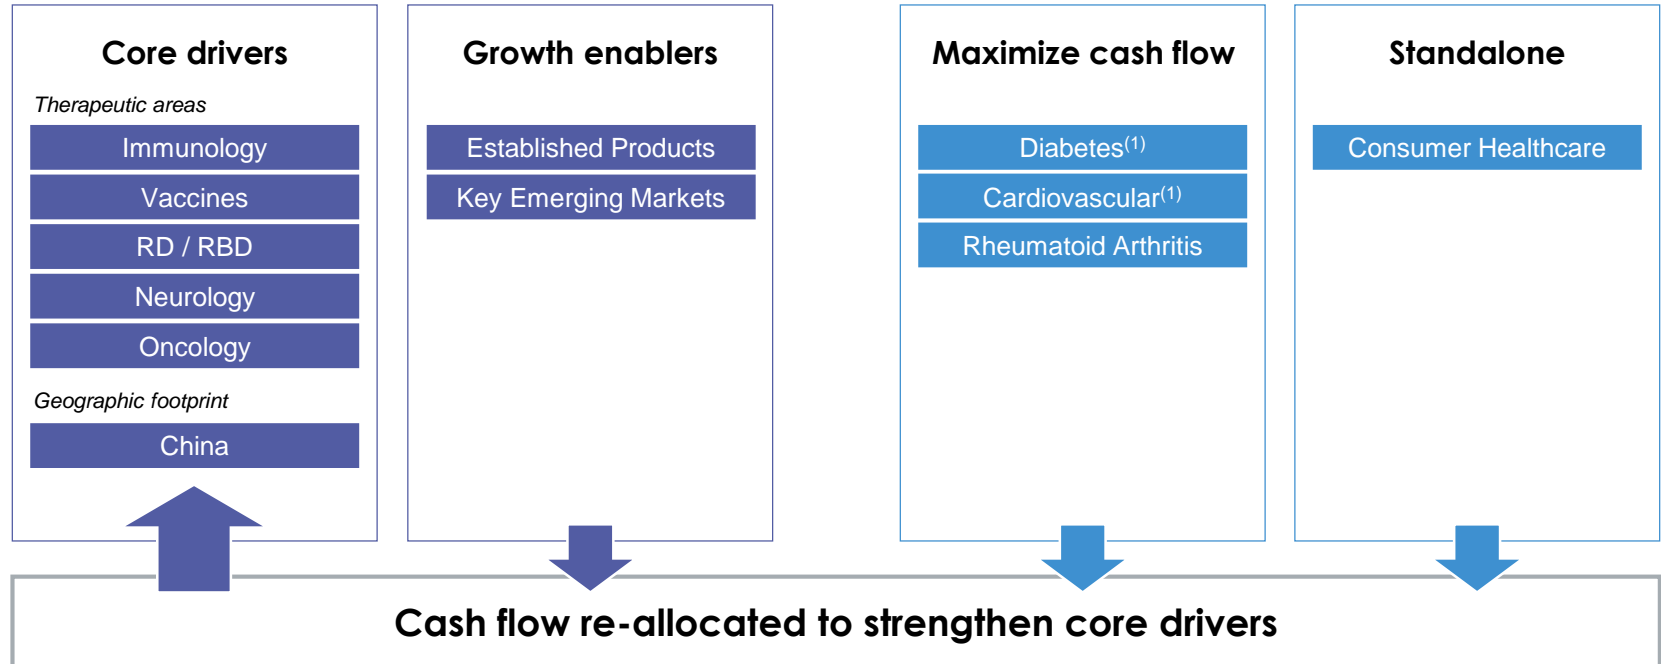 Core drivers
Therapeutic areas
Immunology
Vaccines
RD / RBD
Neurology
Oncology
Geographic footprint
China
Growth enablers
Established Products
Key Emerging Markets
Maximize cash flow
Diabetes(1)
Cardiovascular(1)
Rheumatoid Arthritis
Standalone
Consumer Healthcare
Cash flow re-allocated to strengthen core drivers